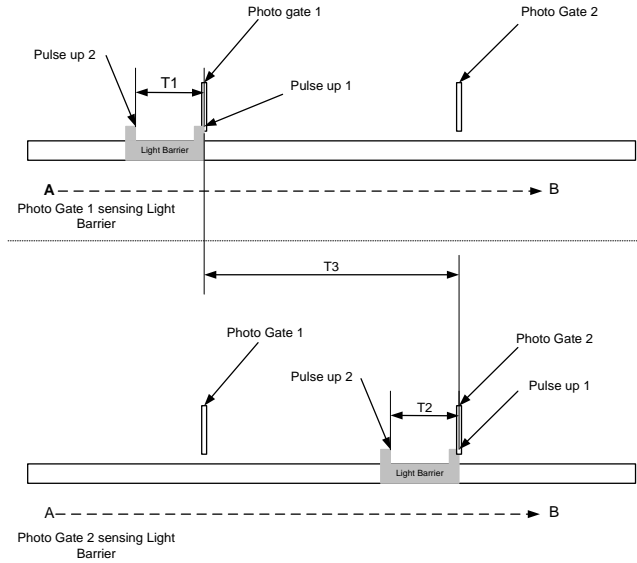 Photo gate 1
Photo Gate 2
Pulse up 2
T1
Pulse up 1
Light Barrier
A
B
Photo Gate 1 sensing Light
Barrier
T3
Photo Gate 1
Photo Gate 2
Pulse up 2
Pulse up 1
T2
Light Barrier
A
B
Photo Gate 2 sensing Light
Barrier